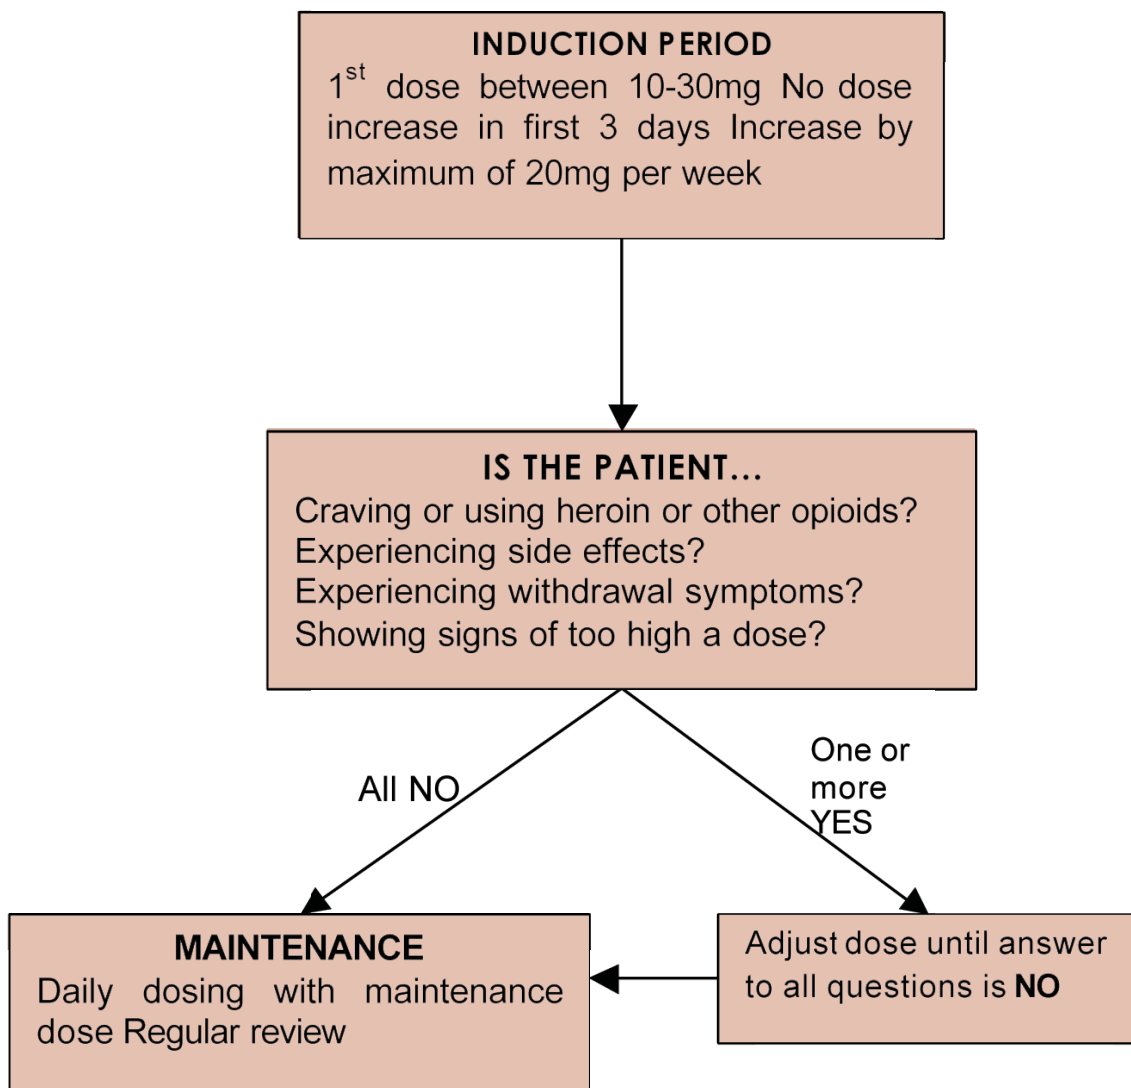 INDUCTION PERIOD
1st dose between 10-30mg No dose
increase in first 3 days Increase by
maximum of 20mg per week
IS THE PATIENT...
Craving or using heroin or other opioids?
Experiencing side effects?
Experiencing withdrawal symptoms?
Showing signs of too high a dose?
All NO
One or
more
YES
MAINTENANCE
Daily dosing with maintenance
dose Regular review
Adjust dose until answer
to all questions is NO